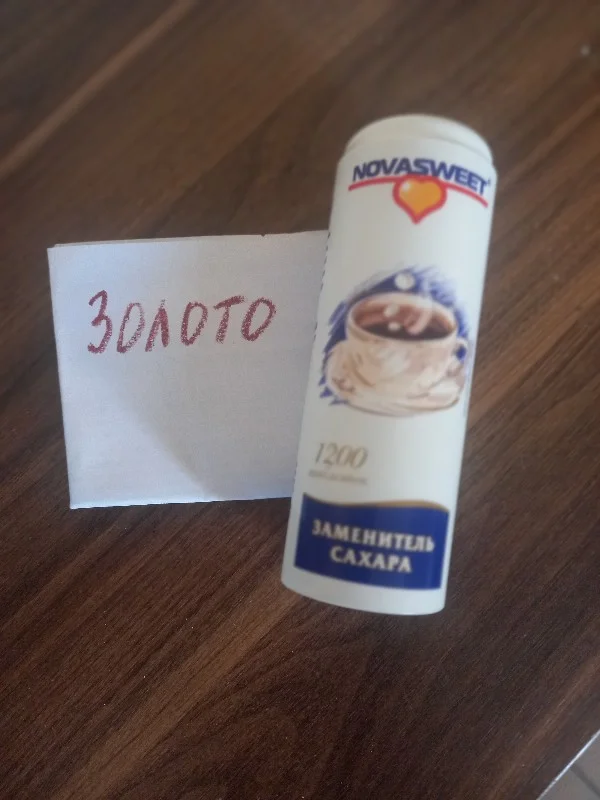 ЗОЛОТО
NOVASWEET
1200
ЗАМЕНИТЕЛЬ
САХАРА